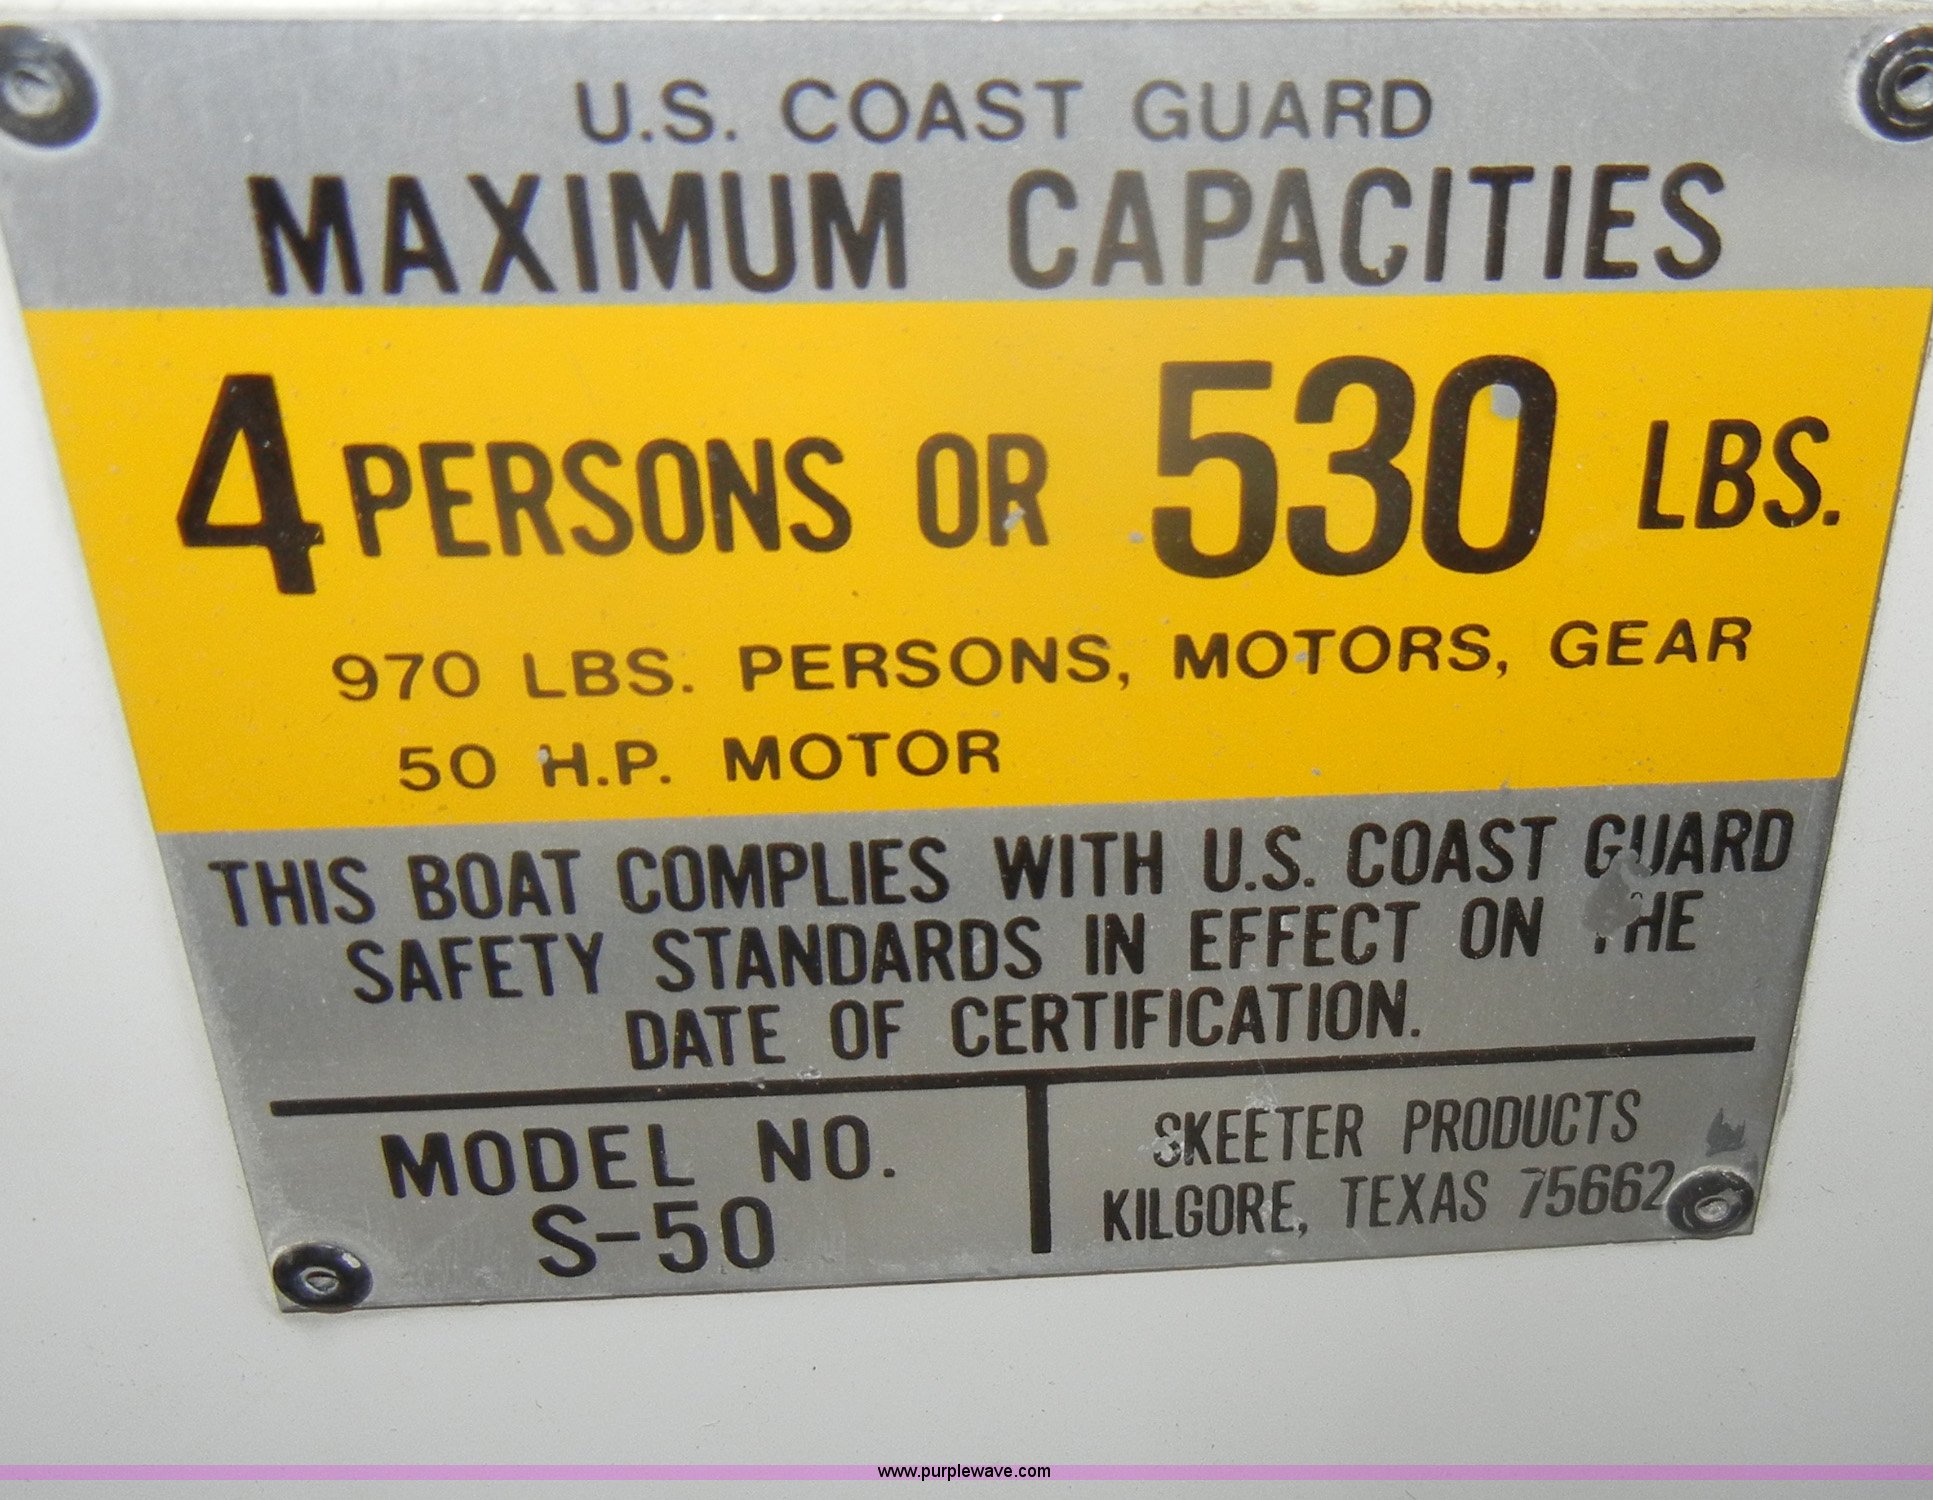 U.S. COAST GUARD
MAXIMUM CAPACITIES
4 PERSONS OR 530 LBS.
970 LBS. PERSONS, MOTORS, GEAR
50 H.P. MOTOR
THIS BOAT COMPLIES WITH U.S. COAST GUARD
SAFETY STANDARDS IN EFFECT ON THE
DATE OF CERTIFICATION.
MODEL NO.
S-50
SKEETER PRODUCTS
KILGORE, TEXAS 75662
www.purplewave.com